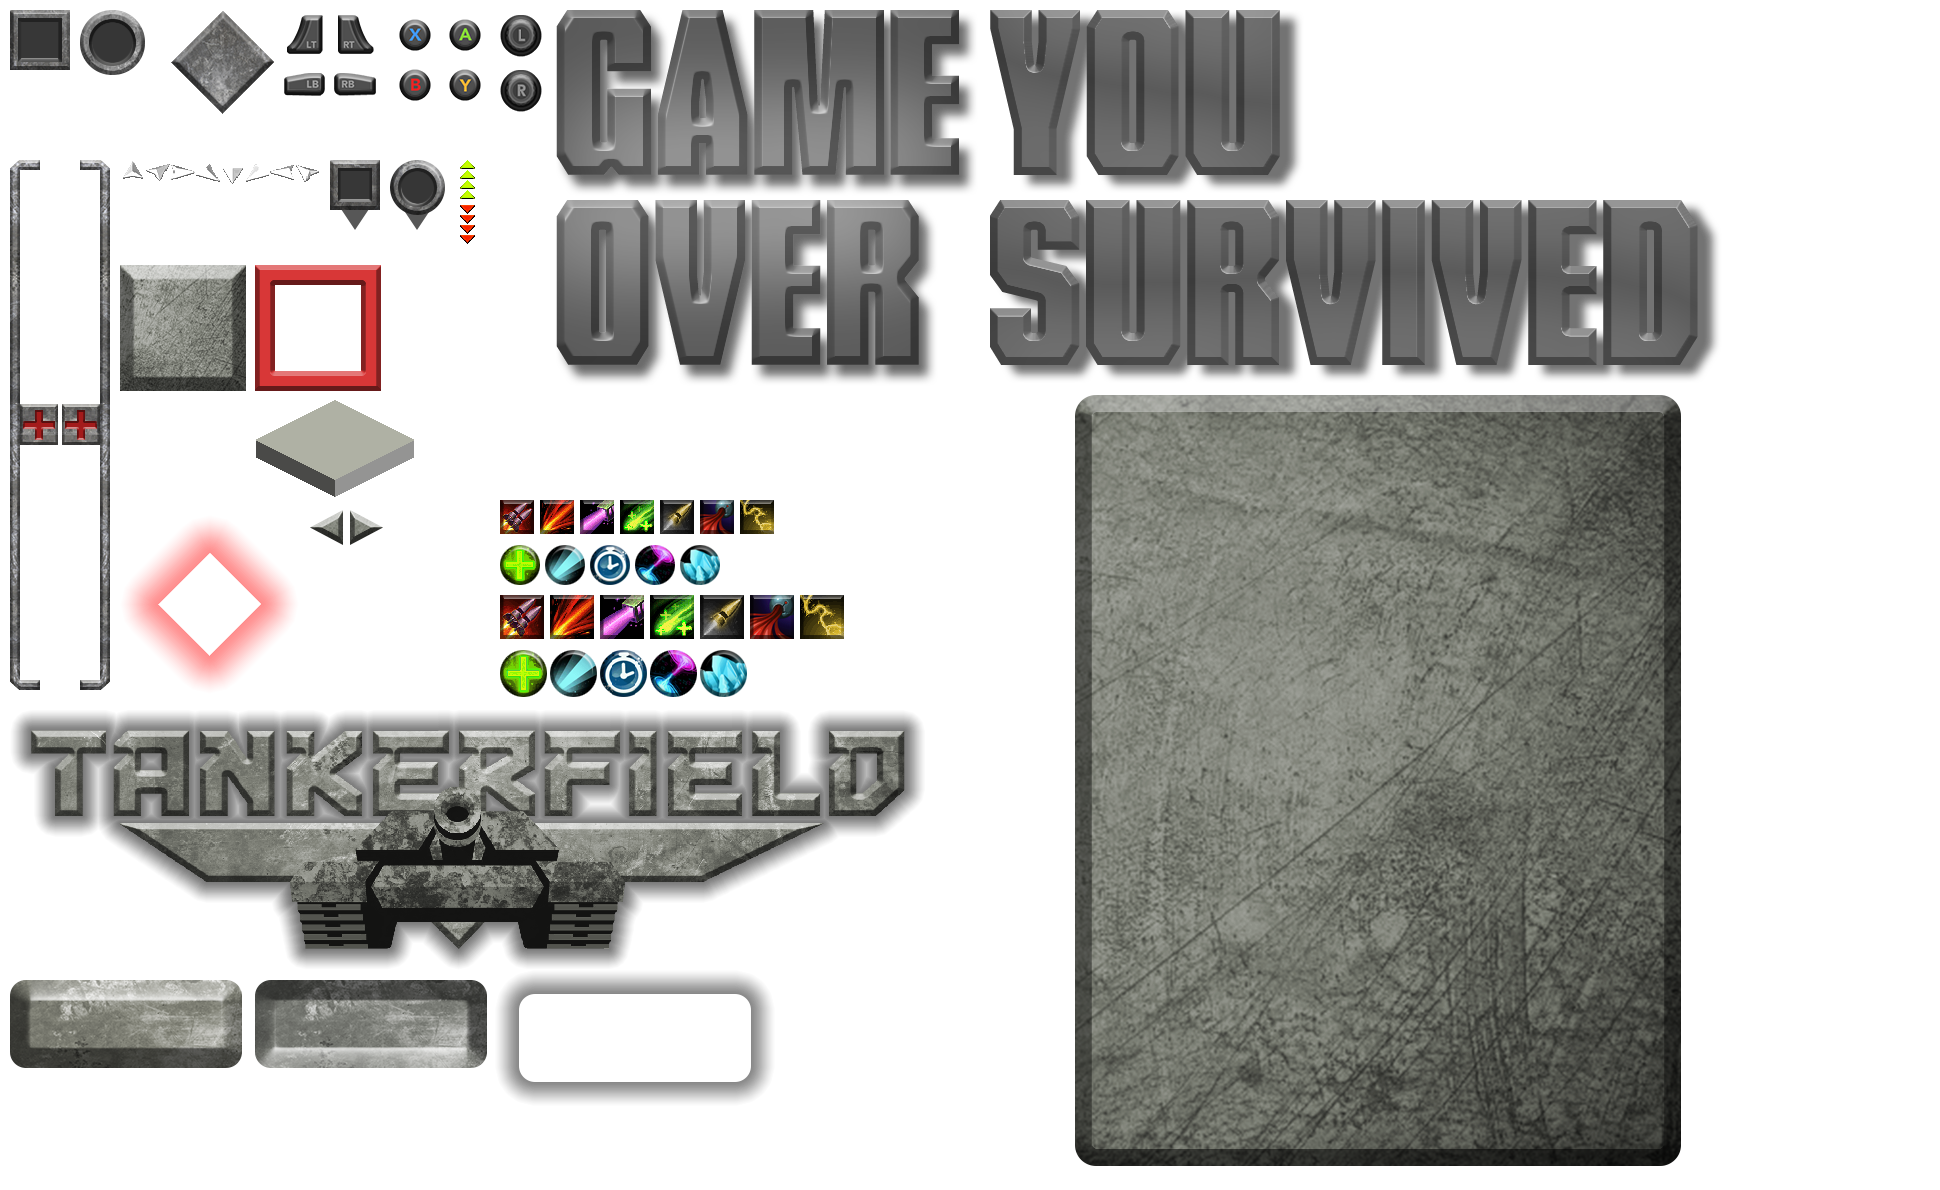 LT RT X A L
LB RB B Y R
GAME
OVER
YOU
SURVIVED
TANKERFIELD